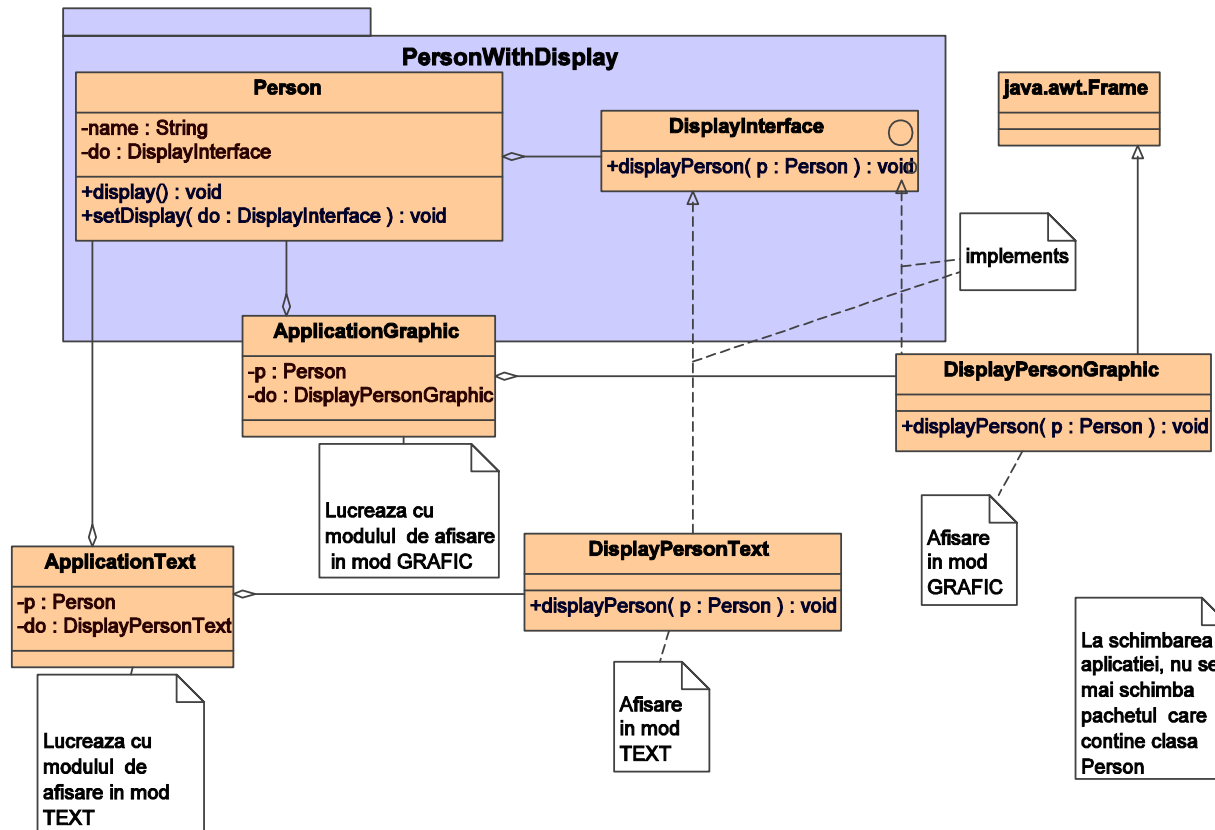 PersonWithDisplay
Person
-name : String
-do : DisplayInterface
+display() : void
+setDisplay( do : DisplayInterface ) : void
DisplayInterface
+displayPerson( p : Person ) : void
java.awt.Frame
implements
ApplicationGraphic
-p : Person
-do : DisplayPersonGraphic
DisplayPersonGraphic
+displayPerson( p : Person ) : void
Lucreaza cu
modulul de afisare
in mod GRAFIC
Afisare
in mod
GRAFIC
ApplicationText
-p : Person
-do : DisplayPersonText
DisplayPersonText
+displayPerson( p : Person ) : void
Lucreaza cu
modulul de
afisare in mod
TEXT
Afisare
in mod
TEXT
La schimbarea
aplicatiei, nu se
mai schimba
pachetul care
contine clasa
Person